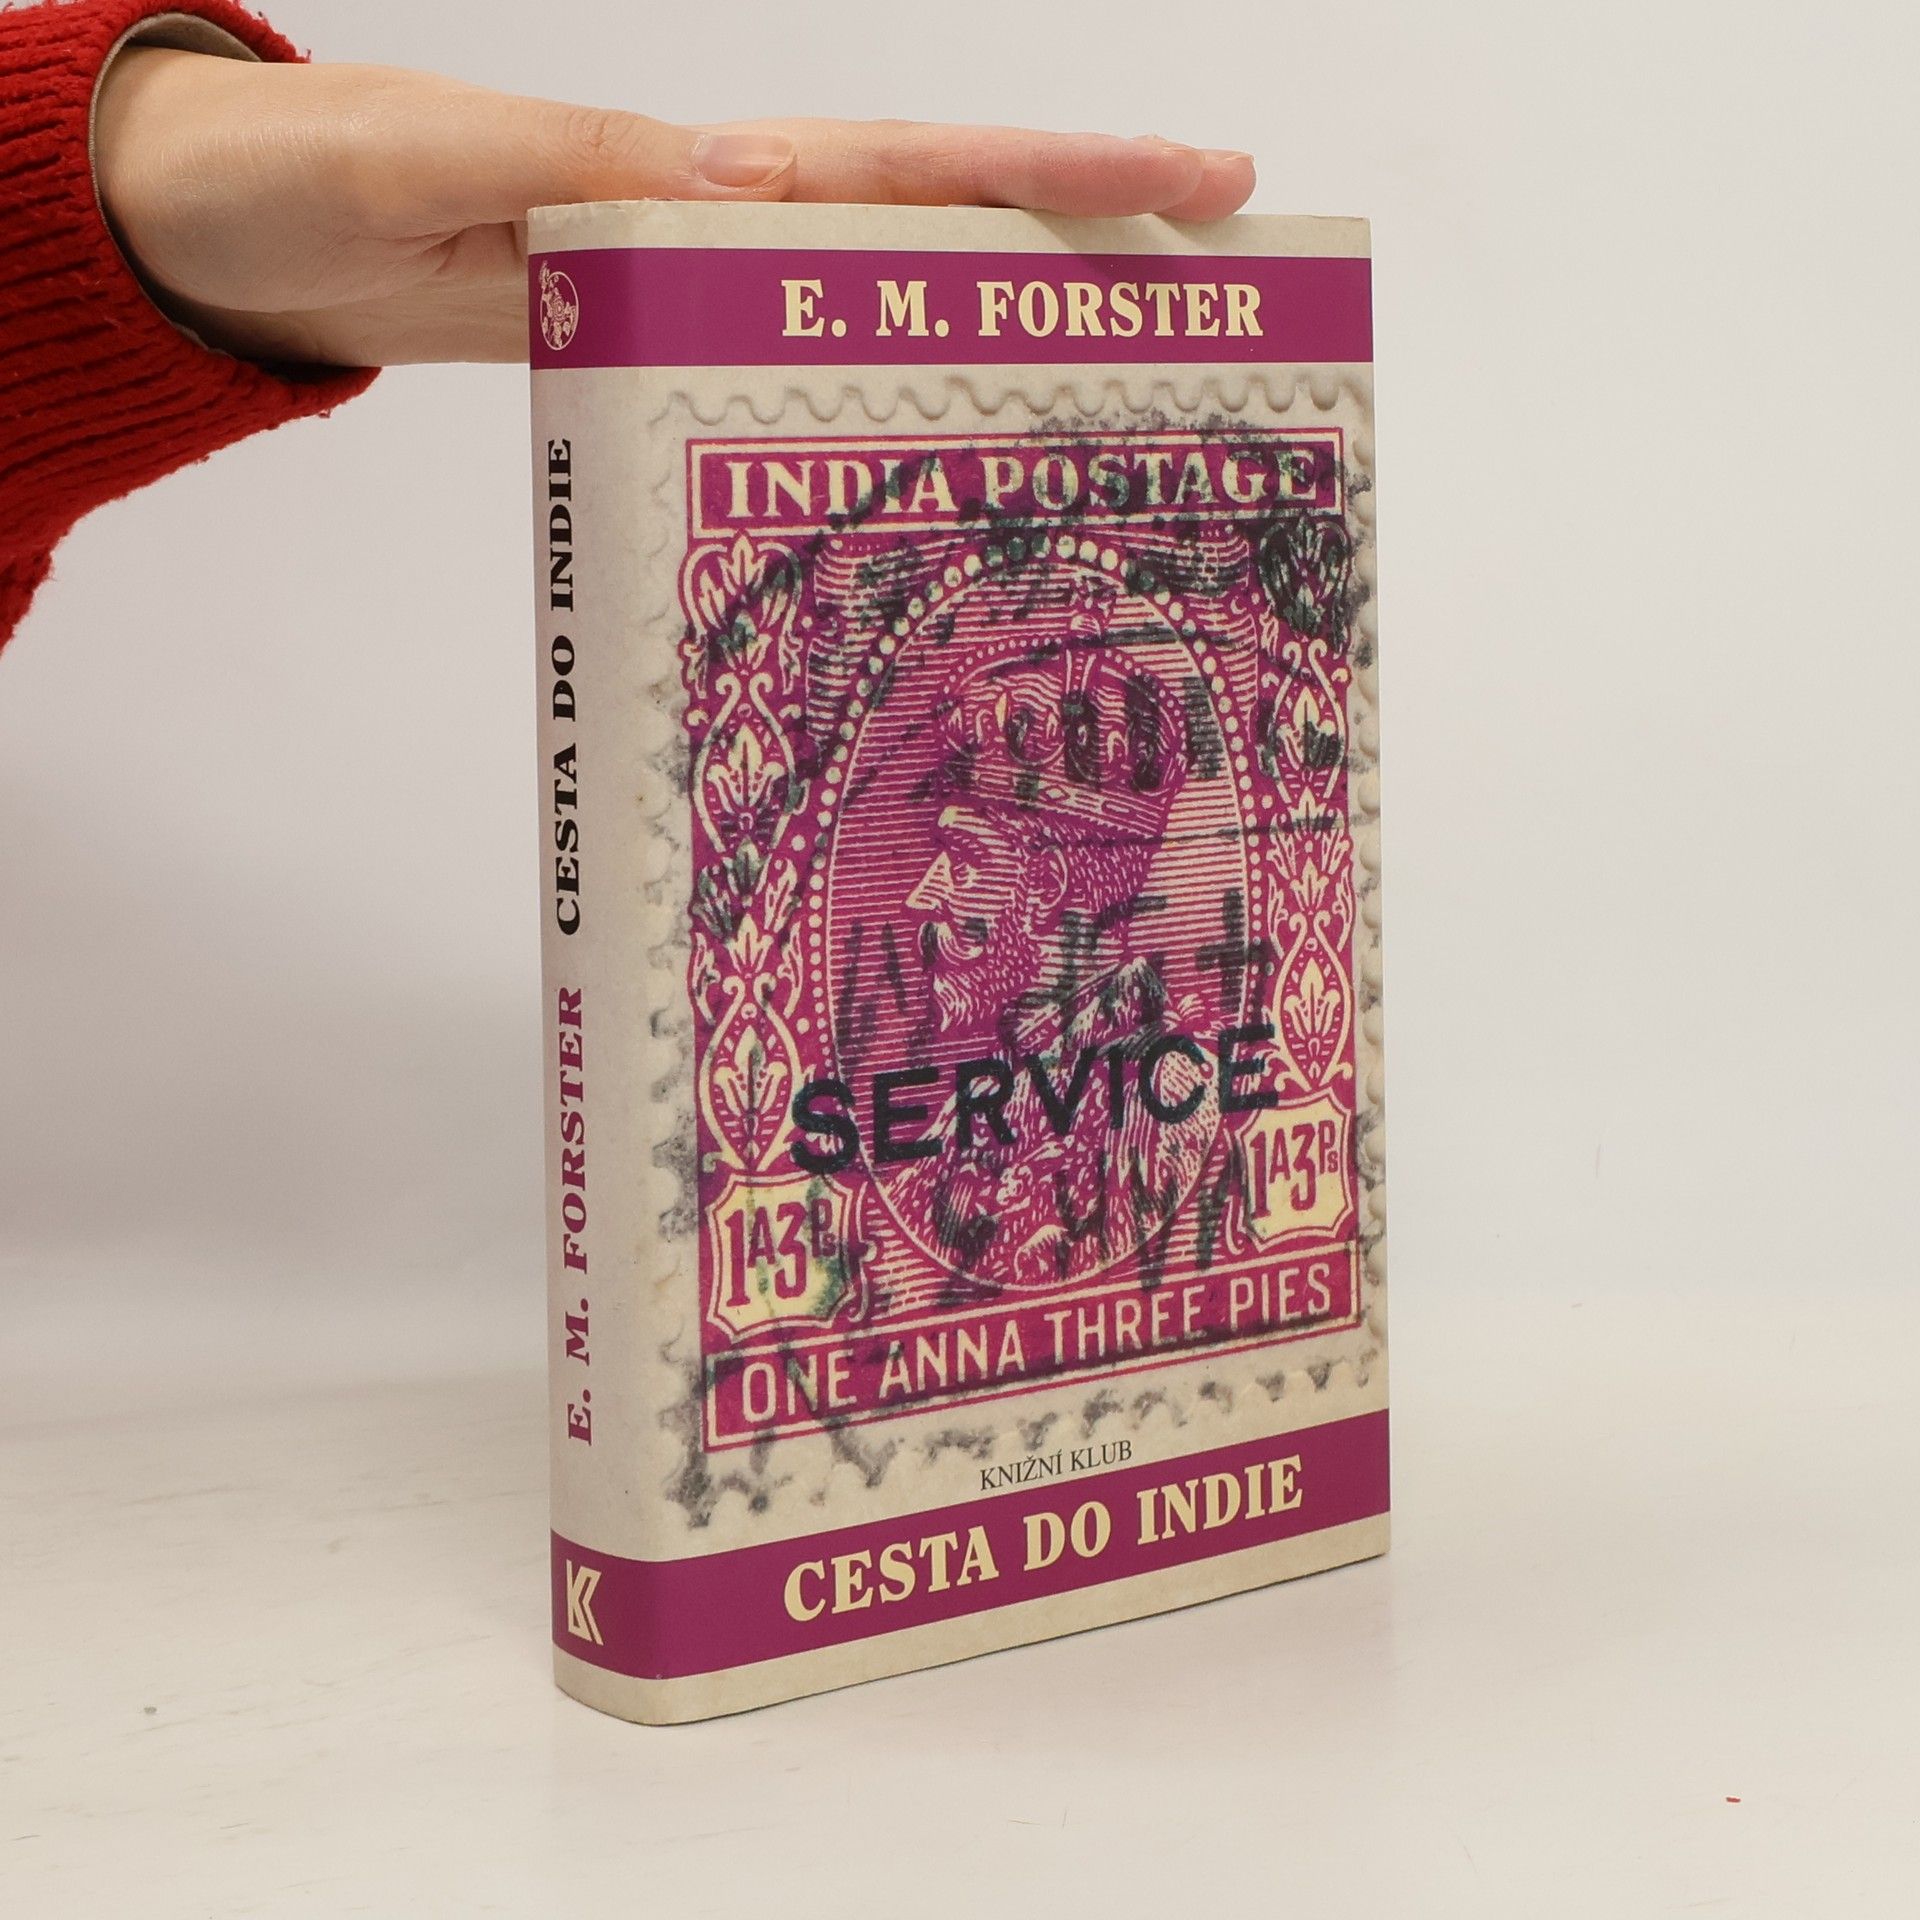 E. M. FORSTER
INDIA POSTAGE
SERVICE
1A3Ps
1A3Ps
ONE ANNA THREE PIES
KNIŽNÍ KLUB
CESTA DO INDIE
E. M. FORSTER CESTA DO INDIE
K